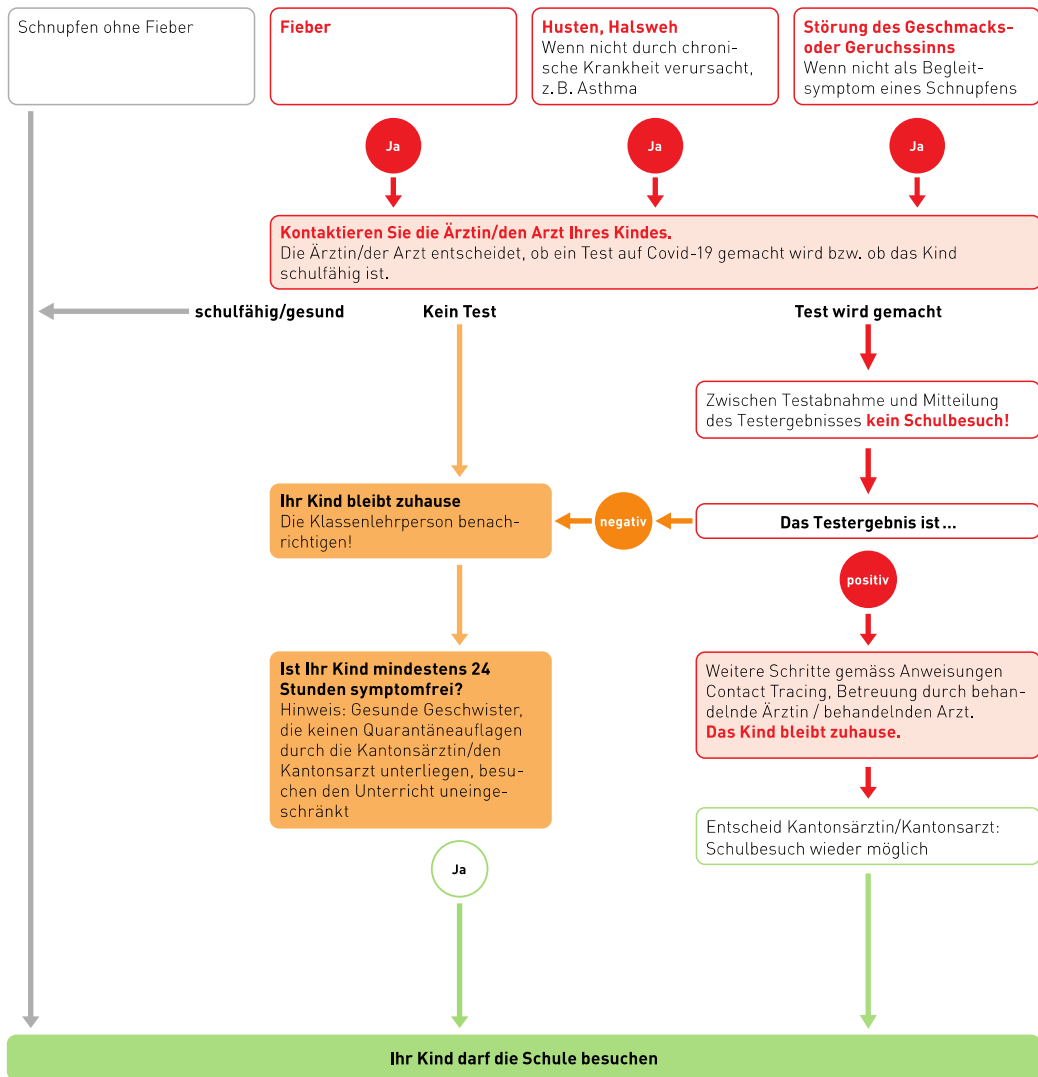 Schnupfen ohne Fieber
Fieber
Husten, Halsweh
Wenn nicht durch chroni-
sche Krankheit verursacht,
z. B. Asthma
Störung des Geschmacks-
oder Geruchssinns
Wenn nicht als Begleit-
symptom eines Schnupfens
Ja
Ja
Ja
Kontaktieren Sie die Ärztin/den Arzt Ihres Kindes.
Die Ärztin/der Arzt entscheidet, ob ein Test auf Covid-19 gemacht wird bzw. ob das Kind
schulfähig ist.
schulfähig/gesund
Kein Test
Test wird gemacht
Zwischen Testabnahme und Mitteilung
des Testergebnisses kein Schulbesuch!
Ihr Kind bleibt zuhause
Die Klassenlehrperson benach-
richtigen!
negativ
Das Testergebnis ist ...
positiv
Ist Ihr Kind mindestens 24
Stunden symptomfrei?
Hinweis: Gesunde Geschwister,
die keinen Quarantäneauflagen
durch die Kantonsärztin/den
Kantonsarzt unterliegen, besu-
chen den Unterricht uneinge-
schränkt
Weitere Schritte gemäss Anweisungen
Contact Tracing, Betreuung durch behan-
delnde Ärztin / behandelnden Arzt.
Das Kind bleibt zuhause.
Entscheid Kantonsärztin/Kantonsarzt:
Schulbesuch wieder möglich
Ja
Ihr Kind darf die Schule besuchen